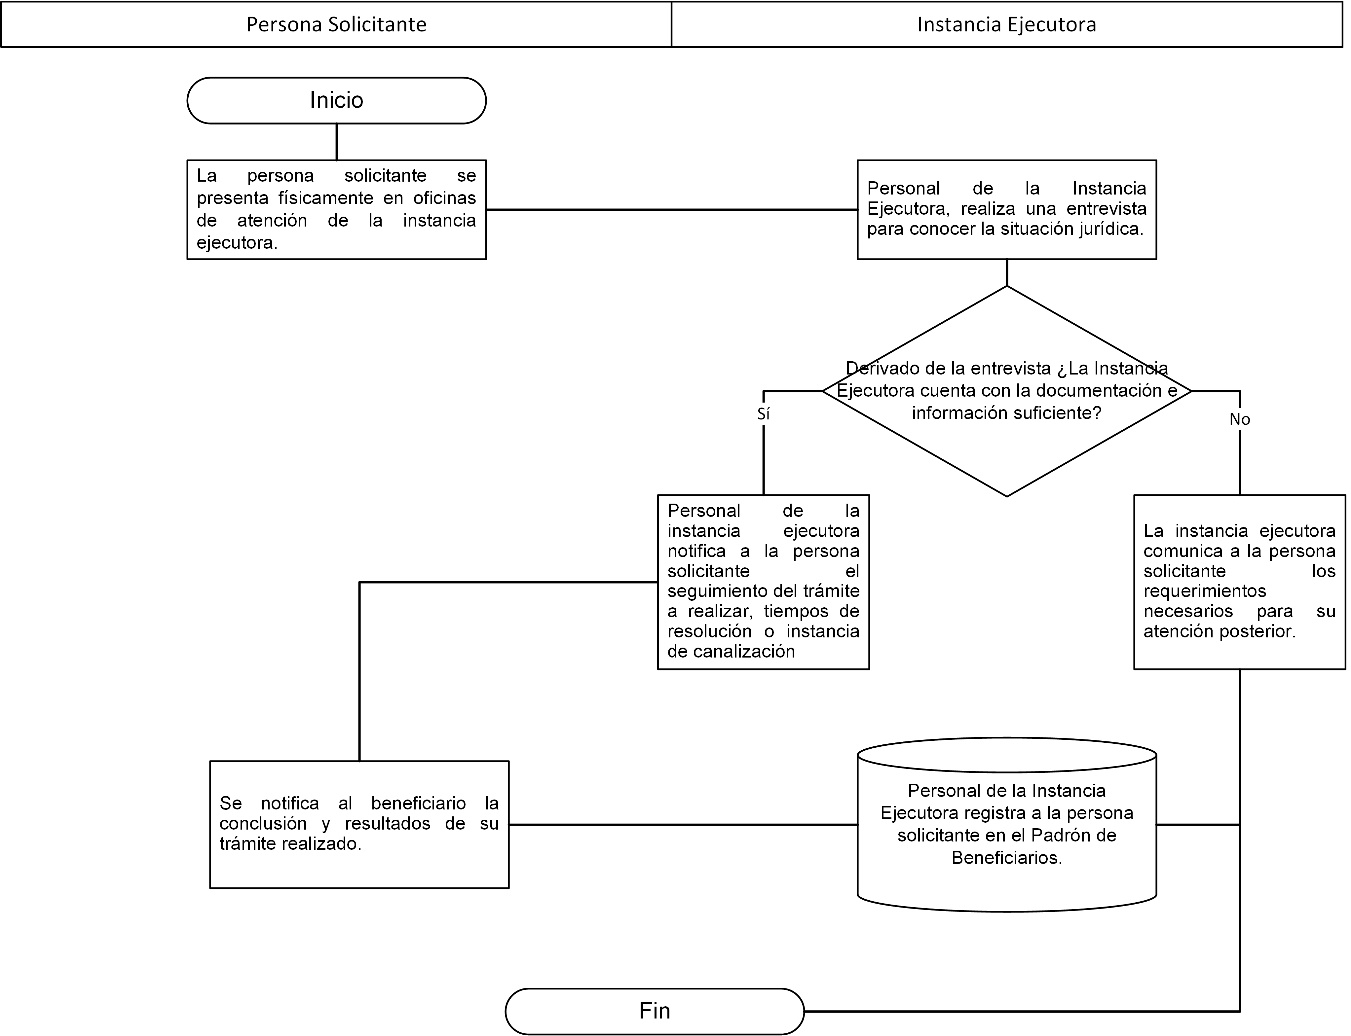 Persona Solicitante
Instancia Ejecutora
Inicio
La persona solicitante se
presenta físicamente en oficinas
de atención de la instancia
ejecutora.
Personal de la Instancia
Ejecutora, realiza una entrevista
para conocer la situación jurídica.
Derivado de la entrevista ¿La Instancia
Ejecutora cuenta con la documentación e
información suficiente?
Sí
No
Personal de la
instancia ejecutora
notifica a la persona
solicitante el
seguimiento del trámite
a realizar, tiempos de
resolución o instancia
de canalización
La instancia ejecutora
comunica a la persona
solicitante los
requerimientos
necesarios para su
atención posterior.
Se notifica al beneficiario la
conclusión y resultados de su
trámite realizado.
Personal de la Instancia
Ejecutora registra a la persona
solicitante en el Padrón de
Beneficiarios.
Fin